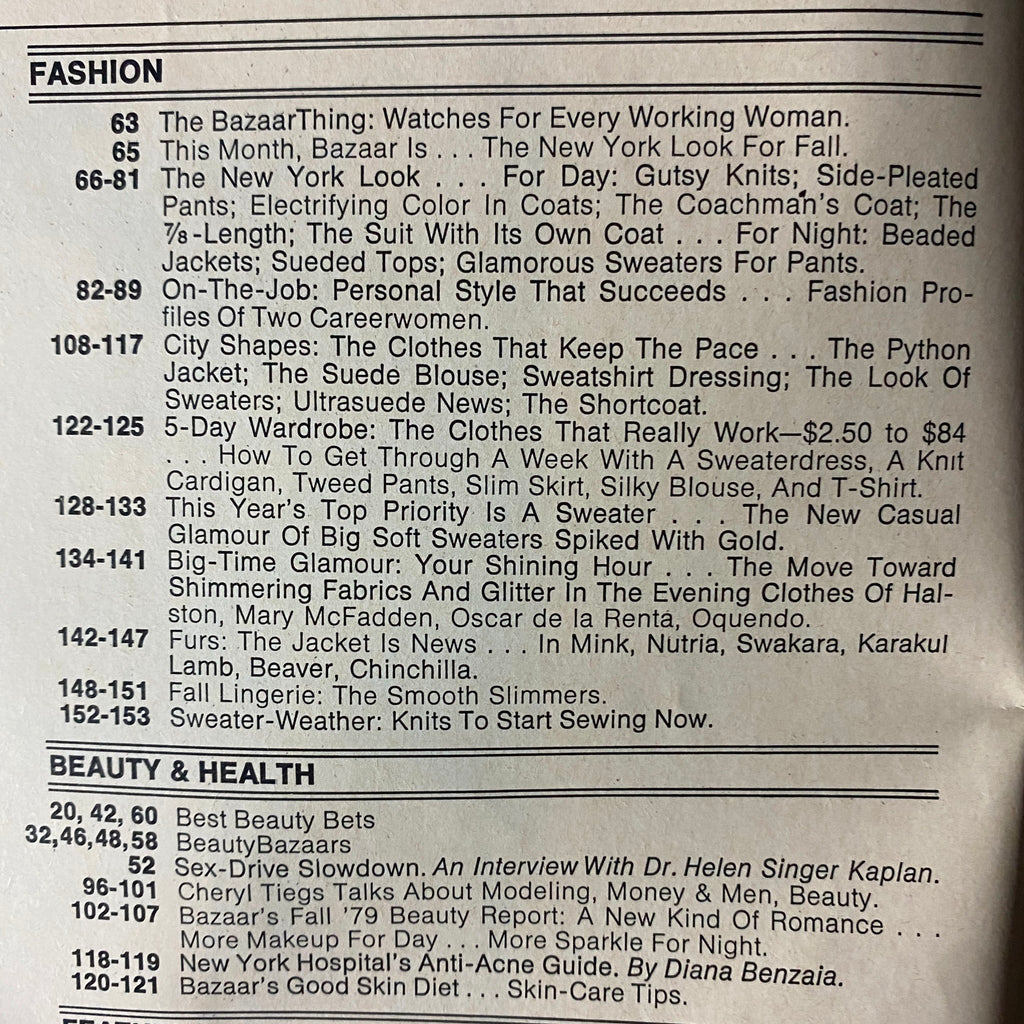 FASHION
63 The BazaarThing: Watches For Every Working Woman.
65 This Month, Bazaar Is . . . The New York Look For Fall.
66-81 The New York Look . . . For Day: Gutsy Knits; Side-Pleated
Pants; Electrifying Color In Coats; The Coachman's Coat; The
⅞-Length; The Suit With Its Own Coat . . . For Night: Beaded
Jackets; Sueded Tops; Glamorous Sweaters For Pants.
82-89 On-The-Job: Personal Style That Succeeds . . . Fashion Pro-
files Of Two Careerwomen.
108-117 City Shapes: The Clothes That Keep The Pace . . . The Python
Jacket; The Suede Blouse; Sweatshirt Dressing; The Look Of
Sweaters; Ultrasuede News; The Shortcoat.
122-125 5-Day Wardrobe: The Clothes That Really Work—$2.50 to $84
. . . How To Get Through A Week With A Sweaterdress, A Knit
Cardigan, Tweed Pants, Slim Skirt, Silky Blouse, And T-Shirt.
128-133 This Year's Top Priority Is A Sweater . . . The New Casual
Glamour Of Big Soft Sweaters Spiked With Gold.
134-141 Big-Time Glamour: Your Shining Hour . . . The Move Toward
Shimmering Fabrics And Glitter In The Evening Clothes Of Hal-
ston, Mary McFadden, Oscar de la Renta, Oquendo.
142-147 Furs: The Jacket Is News . . . In Mink, Nutria, Swakara, Karakul
Lamb, Beaver, Chinchilla.
148-151 Fall Lingerie: The Smooth Slimmers.
152-153 Sweater-Weather: Knits To Start Sewing Now.
BEAUTY & HEALTH
20, 42, 60 Best Beauty Bets
32,46,48,58 BeautyBazaars
52 Sex-Drive Slowdown. An Interview With Dr. Helen Singer Kaplan.
96-101 Cheryl Tiegs Talks About Modeling, Money & Men, Beauty.
102-107 Bazaar's Fall '79 Beauty Report: A New Kind Of Romance . . .
More Makeup For Day . . . More Sparkle For Night.
118-119 New York Hospital's Anti-Acne Guide. By Diana Benzaia.
120-121 Bazaar's Good Skin Diet . . . Skin-Care Tips.